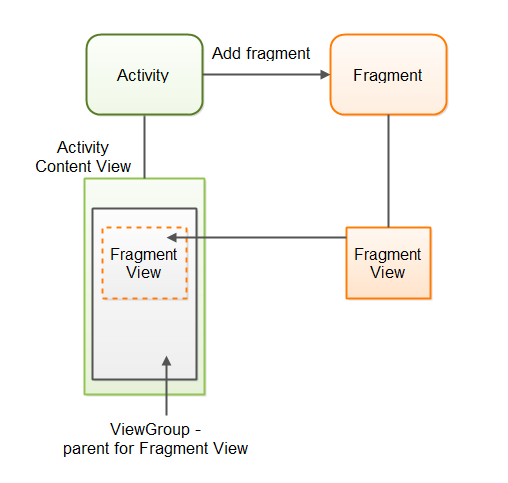 Add fragment
Activity
Fragment
Activity
Content View
Fragment
View
Fragment
View
ViewGroup -
parent for Fragment View